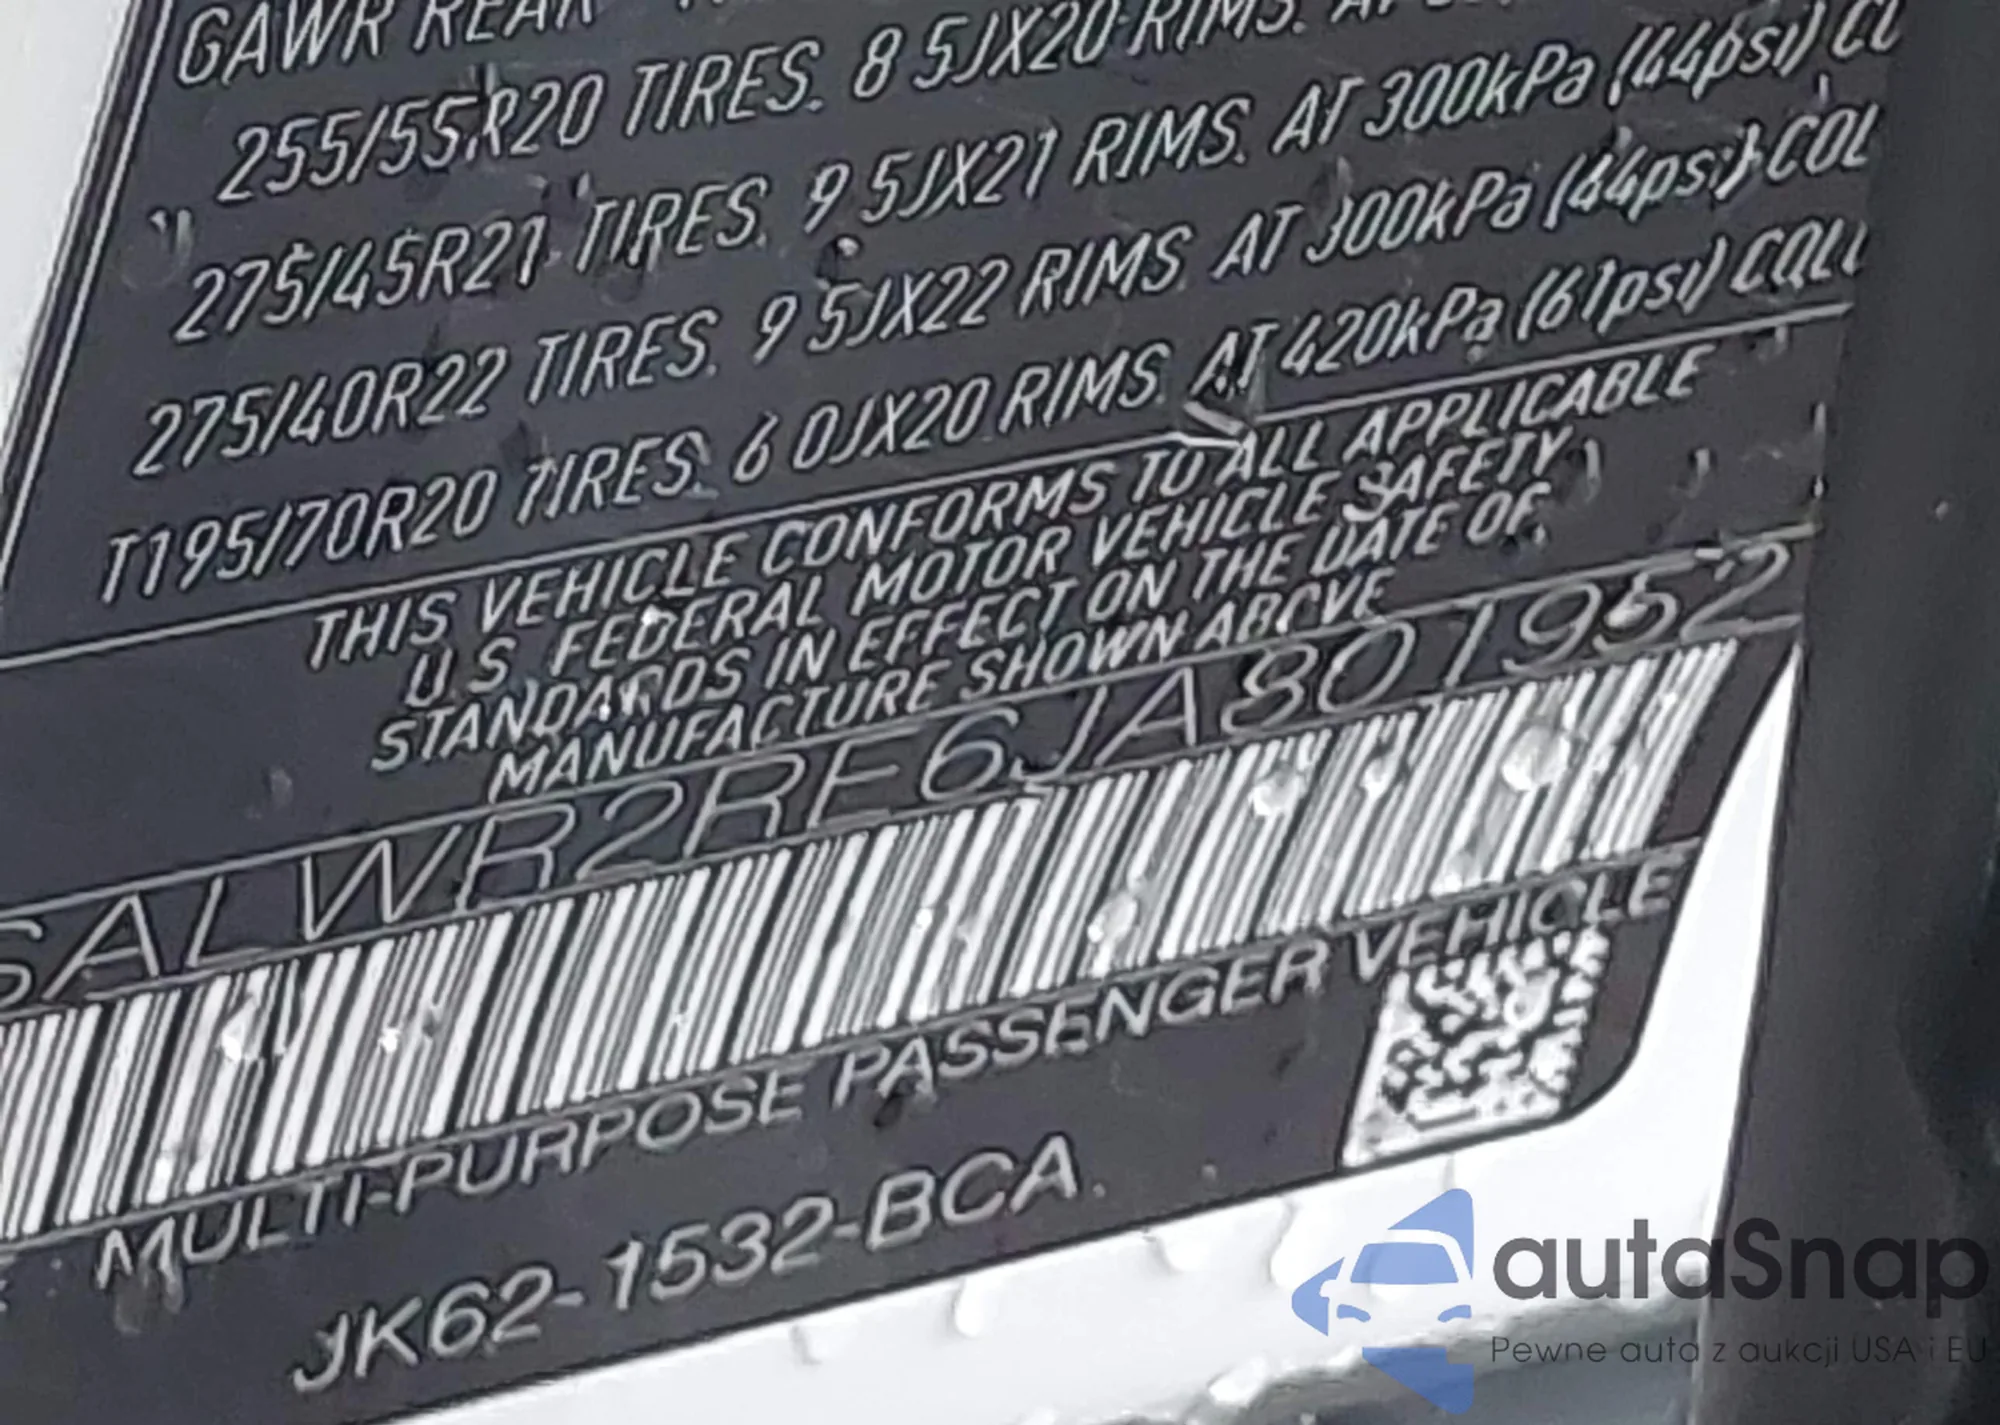 GAWR REAR
255/55R20 TIRES. 8 5JX20 RIMS.
275/45R21 TIRES. 9 5JX21 RIMS. AT 300kPa (44psi) COL
275/40R22 TIRES. 9 5JX22 RIMS. AT 300kPa (44psi) COL
T195/70R20 TIRES. 6 0JX20 RIMS. AT 420kPa (61psi) COLL
THIS VEHICLE CONFORMS TO ALL APPLICABLE
U.S. FEDERAL MOTOR VEHICLE SAFETY
STANDARDS IN EFFECT ON THE DATE OF
MANUFACTURE SHOWN ABOVE
SALWR2RE6JA801952
MULTI-PURPOSE PASSENGER VEHICLE
JK62-1532-BCA.
autaSnap
Pewne auta z aukcji USA i EU